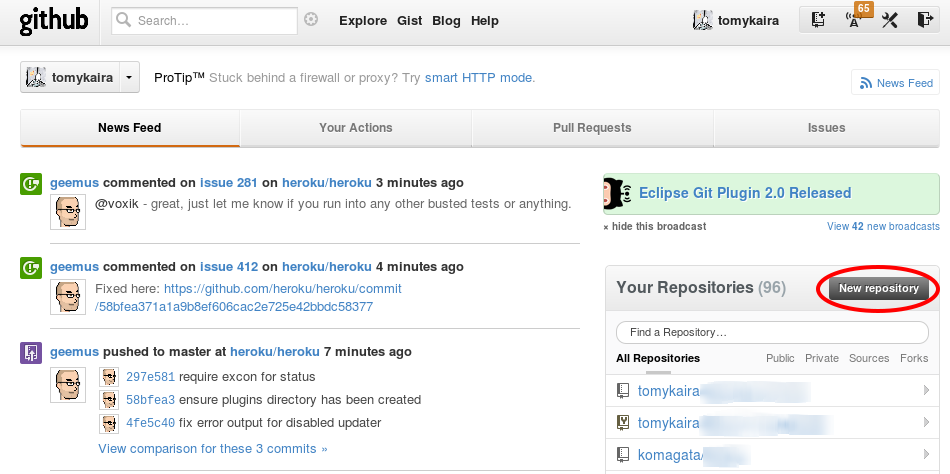 github Search... Explore Gist Blog Help tomykaira 65
tomykaira ProTip™ Stuck behind a firewall or proxy? Try smart HTTP mode. News Feed
News Feed Your Actions Pull Requests Issues
geemus commented on issue 281 on heroku/heroku 3 minutes ago
@voxik - great, just let me know if you run into any other busted tests or anything.
geemus commented on issue 412 on heroku/heroku 4 minutes ago
Fixed here: https://github.com/heroku/heroku/commit
/58bfea371a1a9b8ef606cac2e725e42bbdc58377
geemus pushed to master at heroku/heroku 7 minutes ago
297e581 require excon for status
58bfea3 ensure plugins directory has been created
4fe5c40 fix error output for disabled updater
View comparison for these 3 commits »
Eclipse Git Plugin 2.0 Released
× hide this broadcast View 42 new broadcasts
Your Repositories (96) New repository
Find a Repository…
All Repositories Public Private Sources Forks
tomykaira
tomykaira
komagata/